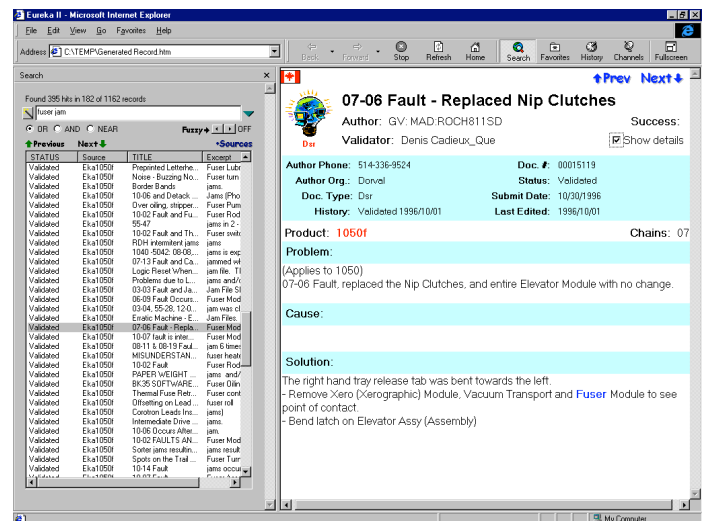 Eureka II - Microsoft Internet Explorer
File Edit View Go Favorites Help
Address C:\TEMP\Generated Record.htm
Back Forward Stop Refresh Home Search Favorites History Channels Fullscreen
Search
Found 395 hits in 182 of 1162 records
fuser jam
OR AND NEAR Fuzzy OFF
Previous Next Sources
STATUS Source TITLE Excerpt
Validated Eka1050f Preprinted Letterhe... Fuser Lubr
Validated Eka1050f Noise - Buzzing No... Fuser turn
Validated Eka1050f Border Bands jams.
Validated Eka1050f 10-06 and Detack ... Jams (Pho
Validated Eka1050f Over oiling, stripper... Fuser Pum
Validated Eka1050f 10-02 Fault and Fu... Fuser Rod
Validated Eka1050f 55-47 jams in 2 -
Validated Eka1050f 10-02 Fault and Th... Fuser swit
Validated Eka1050f RDH intermitent jams jams
Validated Eka1050f 1040 -5042: 08-08,... jams is exp
Validated Eka1050f 07-13 Fault and Ca... jammed wh
Validated Eka1050f Logic Reset When... jam file. Tl
Validated Eka1050f Problems due to L... jams and/c
Validated Eka1050f 03-03 Fault and Ja... Jam File Sl
Validated Eka1050f 06-09 Fault Occurs... Fuser Mod
Validated Eka1050f 03-04, 55-28, 12-0... jam was cl
Validated Eka1050f Erratic Machine - E... Jam Files.
Validated Eka1050f 07-06 Fault - Repla... Fuser Mod
Validated Eka1050f 10-07 fault is inter... Fuser Mod
Validated Eka1050f 08-11 & 08-19 Faul... jam 6 times
Validated Eka1050f MISUNDERSTAN... fuser heate
Validated Eka1050f 10-02 Fault Fuser Rod
Validated Eka1050f PAPER WEIGHT ... jams and/
Validated Eka1050f BK35 SOFTWARE... Fuser Oilin
Validated Eka1050f Thermal Fuse Retr... Fuser cont
Validated Eka1050f Offsetting on Lead ... fuser roll
Validated Eka1050f Corotron Leads Ins... jams)
Validated Eka1050f Intermediate Drive ... jams.
Validated Eka1050f 10-06 Occurs After... jam.
Validated Eka1050f 10-02 FAULTS AN... Fuser Mod
Validated Eka1050f Sorter jams resultin... jams result
Validated Eka1050f Spots on the Trail ... Fuser Turr
Validated Eka1050f 10-14 Fault jams occui
Prev Next
07-06 Fault - Replaced Nip Clutches
Author: GV: MAD:ROCH811SD Success:
Dsr Validator: Denis Cadieux_Que Show details
Author Phone: 514-336-9524 Doc. #: 00015119
Author Org.: Dorval Status: Validated
Doc. Type: Dsr Submit Date: 10/30/1996
History: Validated 1996/10/01 Last Edited: 1996/10/01
Product: 1050f Chains: 07
Problem:
(Applies to 1050)
07-06 Fault, replaced the Nip Clutches, and entire Elevator Module with no change.
Cause:
Solution:
The right hand tray release tab was bent towards the left.
- Remove Xero (Xerographic) Module, Vacuum Transport and Fuser Module to see
point of contact.
- Bend latch on Elevator Assy (Assembly)
My Computer